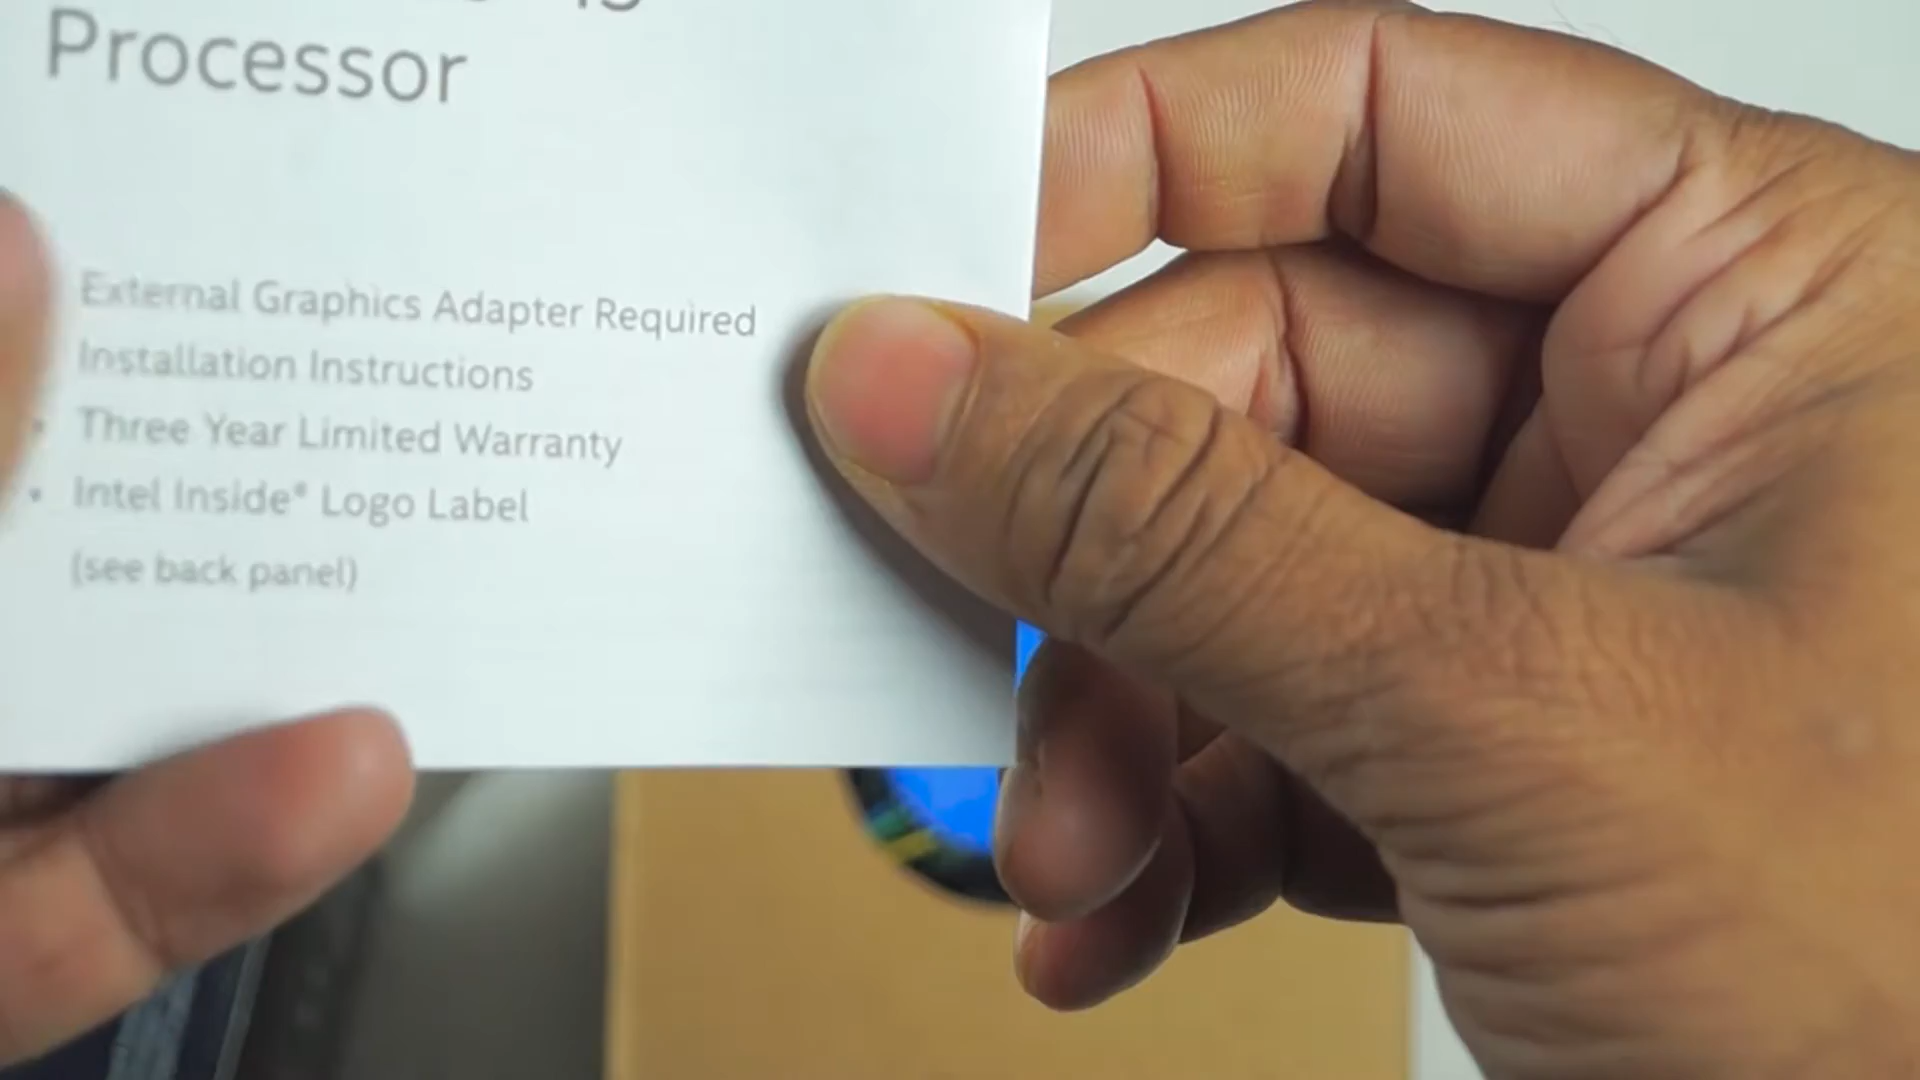 Processor
External Graphics Adapter Required
Installation Instructions
• Three Year Limited Warranty
• Intel Inside® Logo Label
(see back panel)